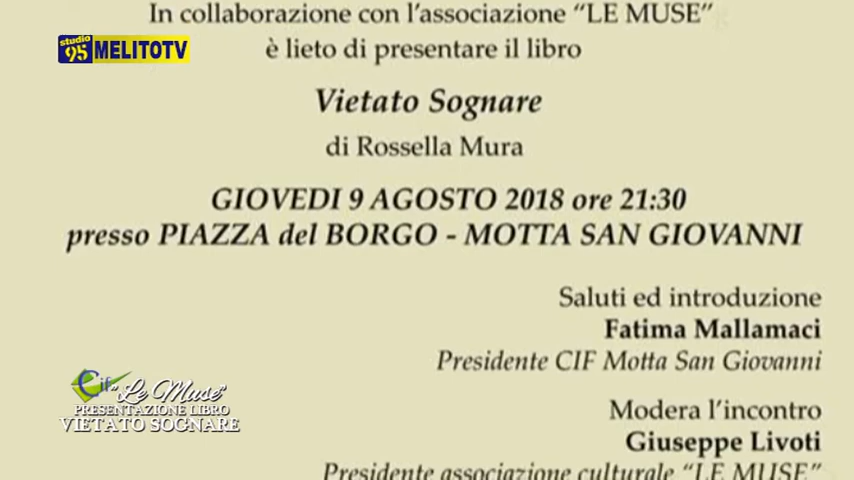 In collaborazione con l'associazione “LE MUSE”
è lieto di presentare il libro
studio
95 MELITOTV
Vietato Sognare
di Rossella Mura
GIOVEDI 9 AGOSTO 2018 ore 21:30
presso PIAZZA del BORGO - MOTTA SAN GIOVANNI
Saluti ed introduzione
Fatima Mallamaci
Presidente CIF Motta San Giovanni
Modera l'incontro
Giuseppe Livoti
Presidente associazione culturale “LE MUSE”
Cif
“Le Muse”
PRESENTAZIONE LIBRO
VIETATO SOGNARE